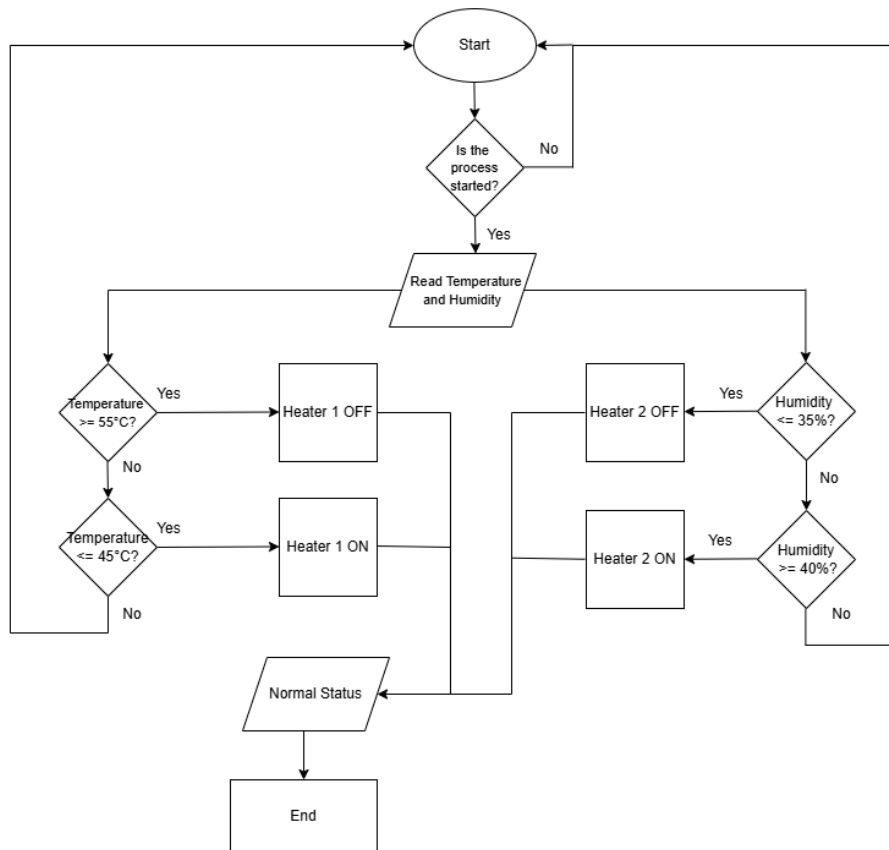 Start
Is the
process
started?
No
Yes
Read Temperature
and Humidity
Temperature
>= 55°C?
Yes
Heater 1 OFF
Heater 2 OFF
Yes
Humidity
<= 35%?
No
No
Temperature
<= 45°C?
Yes
Heater 1 ON
Heater 2 ON
Yes
Humidity
>= 40%?
No
No
Normal Status
End